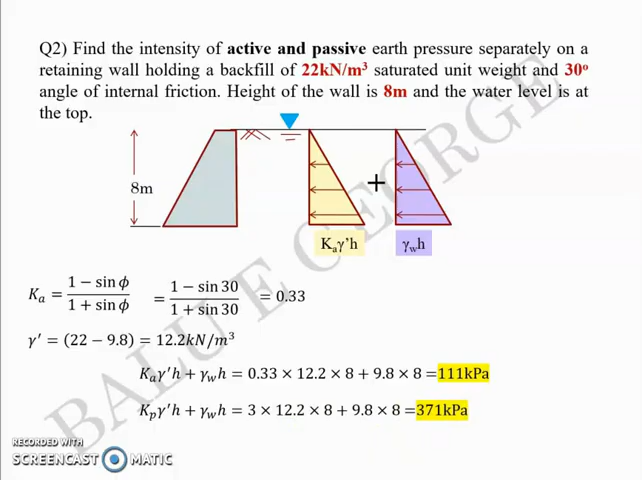 Q2) Find the intensity of active and passive earth pressure separately on a
retaining wall holding a backfill of 22kN/m³ saturated unit weight and 30°
angle of internal friction. Height of the wall is 8m and the water level is at
the top.
8m
+
Kₐγ'h
γ_wh
Kₐ = (1 − sin ϕ)/(1 + sin ϕ) = (1 − sin 30)/(1 + sin 30) = 0.33
γ′ = (22 − 9.8) = 12.2kN/m³
Kₐγ′h + γ_wh = 0.33 × 12.2 × 8 + 9.8 × 8 =111kPa
Kₚγ′h + γ_wh = 3 × 12.2 × 8 + 9.8 × 8 =371kPa
BALU E GEORGE
RECORDED WITH
SCREENCAST MATIC